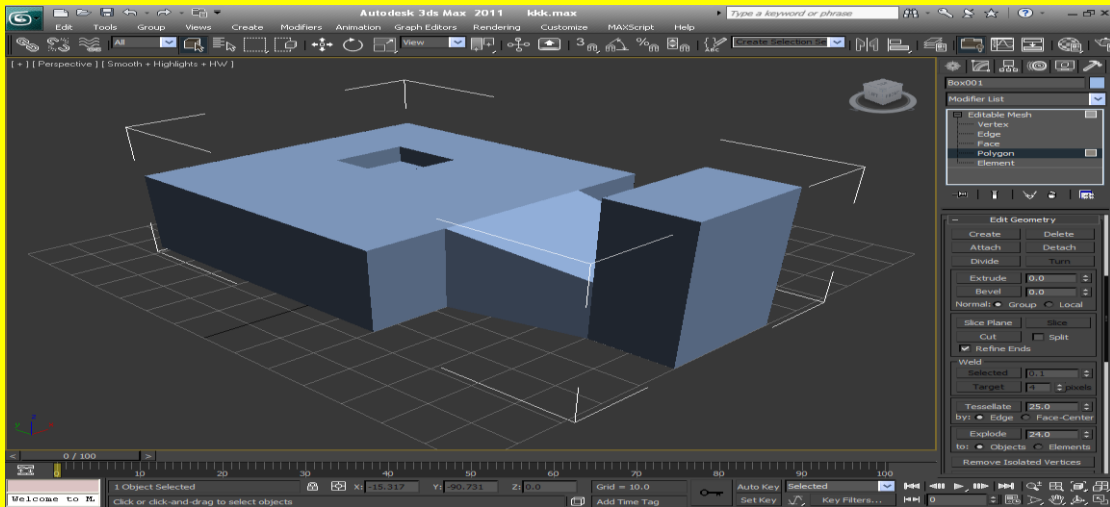 Autodesk 3ds Max 2011 kkk.max
Type a keyword or phrase
Edit Tools Group Views Create Modifiers Animation Graph Editors Rendering Customize MAXScript Help
All View 3 Create Selection Se
[ + ] [ Perspective ] [ Smooth + Highlights + HW ]
Box001
Modifier List
Editable Mesh
Vertex
Edge
Face
Polygon
Element
Edit Geometry
Create Delete
Attach Detach
Divide Turn
Extrude 0.0
Bevel 0.0
Normal: Group Local
Slice Plane Slice
Cut Split
Refine Ends
Weld
Selected 0.1
Target 4 pixels
Tessellate 25.0
by: Edge Face-Center
Explode 24.0
to: Objects Elements
Remove Isolated Vertices
0 / 100
0 10 20 30 40 50 60 70 80 90 100
1 Object Selected X: -15.317 Y: -90.731 Z: 0.0 Grid = 10.0 Auto Key Selected
Welcome to M Click or click-and-drag to select objects Add Time Tag Set Key Key Filters... 0